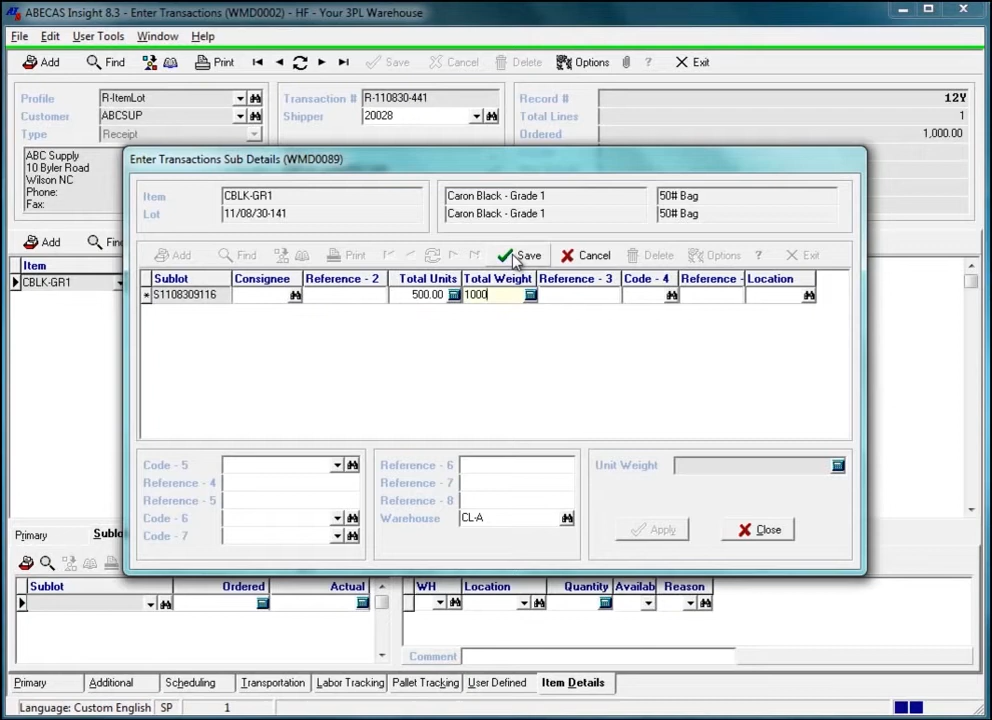 ABECAS Insight 8.3 - Enter Transactions (WMD0002) - HF - Your 3PL Warehouse
File Edit User Tools Window Help
Add Find Print Save Cancel Delete Options ? Exit
Profile R-ItemLot Transaction # R-110830-441 Record # 12Y
Customer ABCSUP Shipper 20028 Total Lines 1
Type Receipt Ordered 1,000.00
ABC Supply
10 Byler Road
Wilson NC
Phone:
Fax:
Enter Transactions Sub Details (WMD0089)
Item CBLK-GR1 Caron Black - Grade 1 50# Bag
Lot 11/08/30-141 Caron Black - Grade 1 50# Bag
Add Find
Add Find Print Save Cancel Delete Options ? Exit
Item
CBLK-GR1
Sublot Consignee Reference - 2 Total Units Total Weight Reference - 3 Code - 4 Reference - Location
* S1108309116 500.00 1000
Code - 5 Reference - 6 Unit Weight
Reference - 4 Reference - 7
Reference - 5 Reference - 8
Code - 6 Warehouse CL-A
Code - 7
Apply Close
Primary
Sublot Ordered Actual WH Location Quantity Availab Reason
Comment
Primary Additional Scheduling Transportation Labor Tracking Pallet Tracking User Defined Item Details
Language: Custom English SP 1